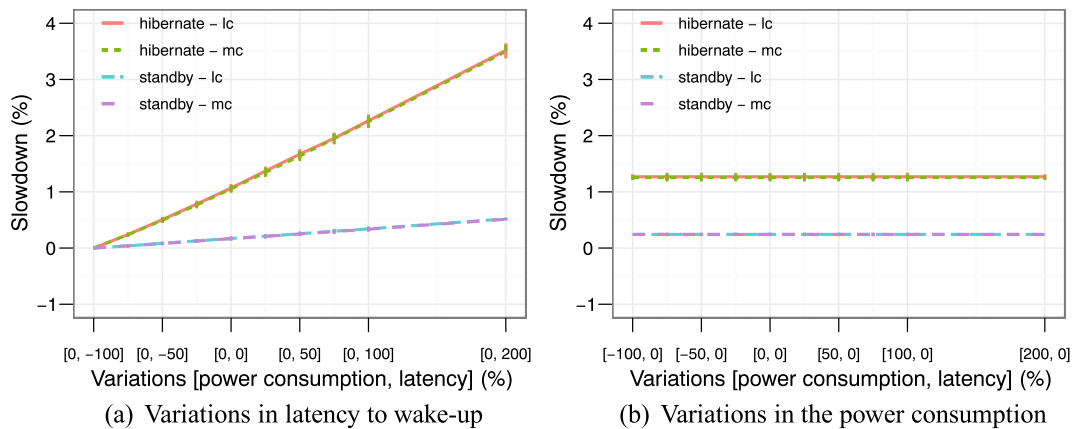 4
3
2
1
0
−1
Slowdown (%)
hibernate − lc
hibernate − mc
standby − lc
standby − mc
[0, −100] [0, −50] [0, 0] [0, 50] [0, 100] [0, 200]
Variations [power consumption, latency] (%)
(a) Variations in latency to wake-up
4
3
2
1
0
−1
Slowdown (%)
hibernate − lc
hibernate − mc
standby − lc
standby − mc
[−100, 0] [−50, 0] [0, 0] [50, 0] [100, 0] [200, 0]
Variations [power consumption, latency] (%)
(b) Variations in the power consumption